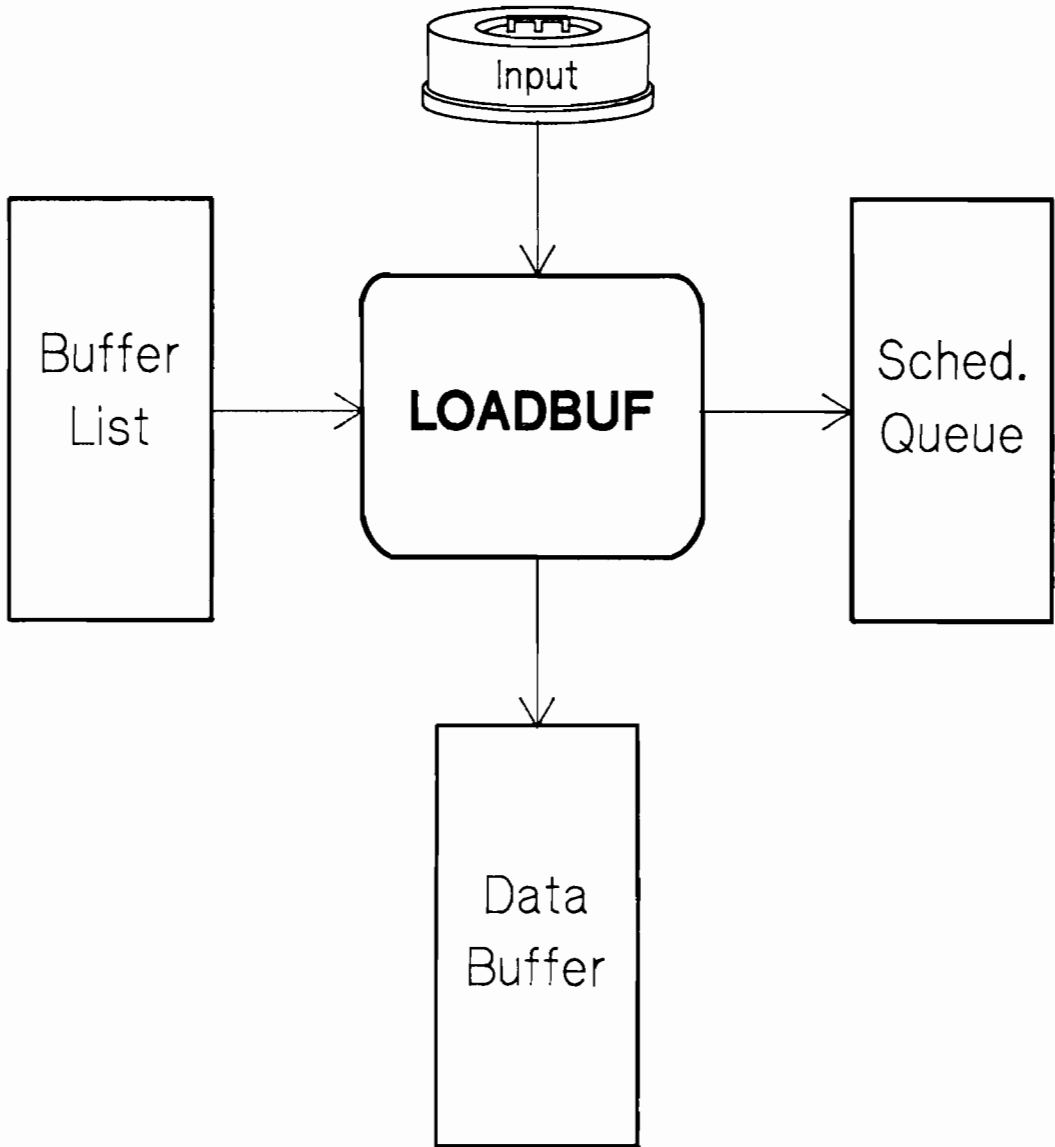 Input
Buffer
List
LOADBUF
Sched.
Queue
Data
Buffer